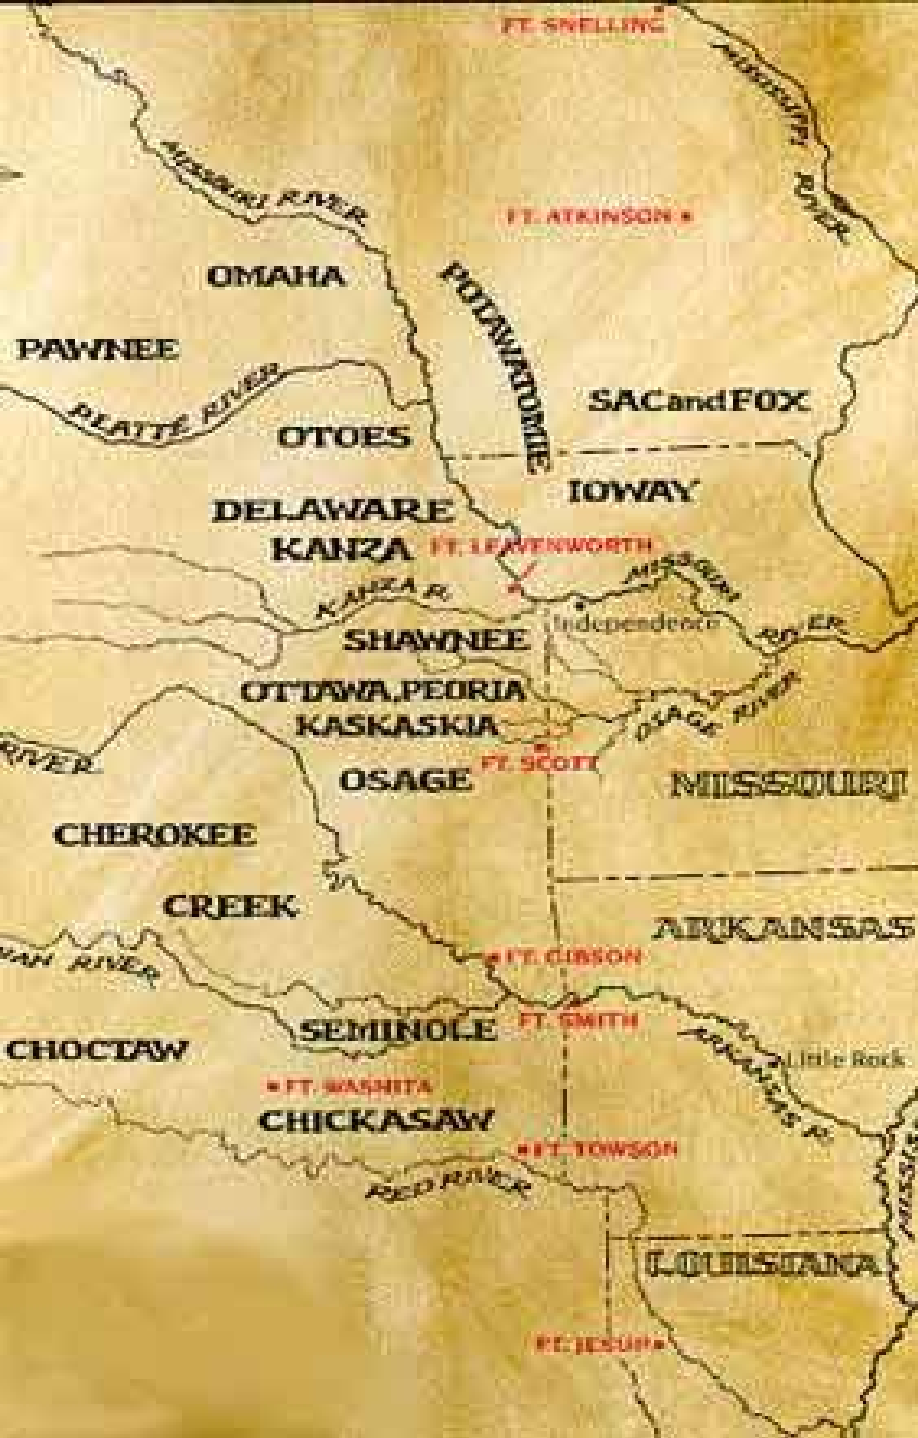 FT. SNELLING
MISSISSIPPI RIVER
MISSOURI RIVER
FT. ATKINSON
OMAHA
POTAWATOMIE
PAWNEE
PLATTE RIVER
SAC and FOX
OTOES
IOWAY
DELAWARE
KANZA
FT. LEAVENWORTH
MISSOURI RIVER
KANZA R.
Independence
SHAWNEE
OTTAWA, PEORIA
KASKASKIA
OSAGE RIVER
RIVER
FT. SCOTT
OSAGE
MISSOURI
CHEROKEE
CREEK
ARKANSAS
IAN RIVER
FT. GIBSON
SEMINOLE
FT. SMITH
CHOCTAW
ARKANSAS R.
Little Rock
FT. WASHITA
CHICKASAW
FT. TOWSON
RED RIVER
MISSIS
LOUISIANA
FT. JESUP